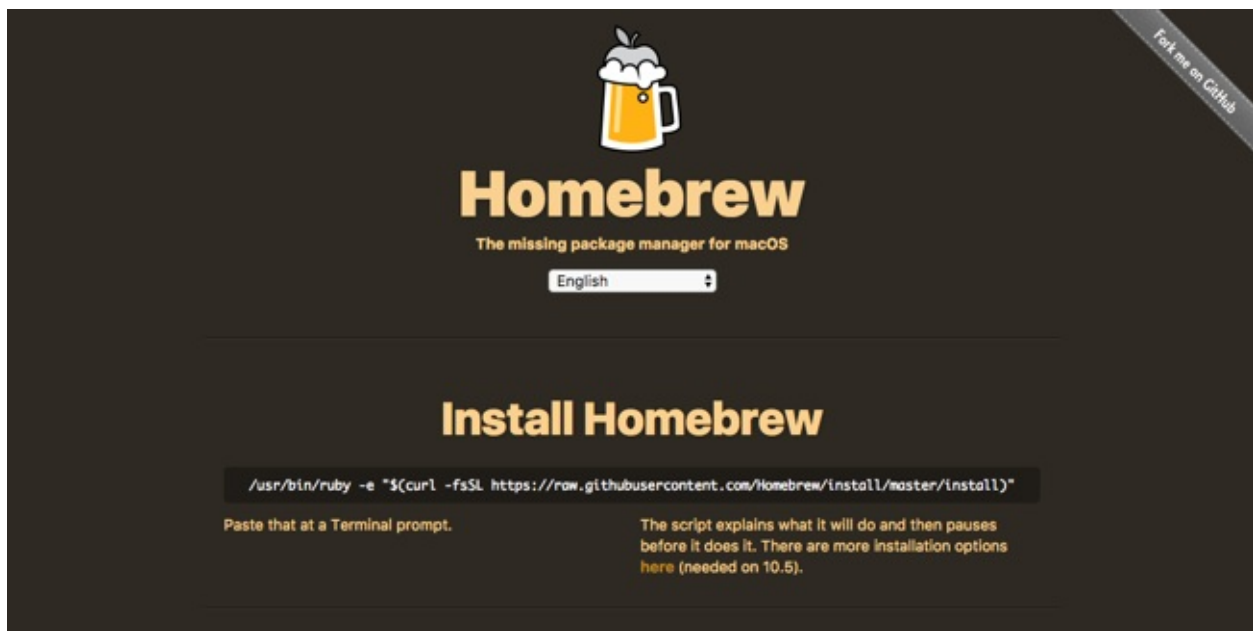 Fork me on GitHub
Homebrew
The missing package manager for macOS
English
Install Homebrew
/usr/bin/ruby -e "$(curl -fsSL https://raw.githubusercontent.com/Homebrew/install/master/install)"
Paste that at a Terminal prompt.
The script explains what it will do and then pauses
before it does it. There are more installation options
here (needed on 10.5).